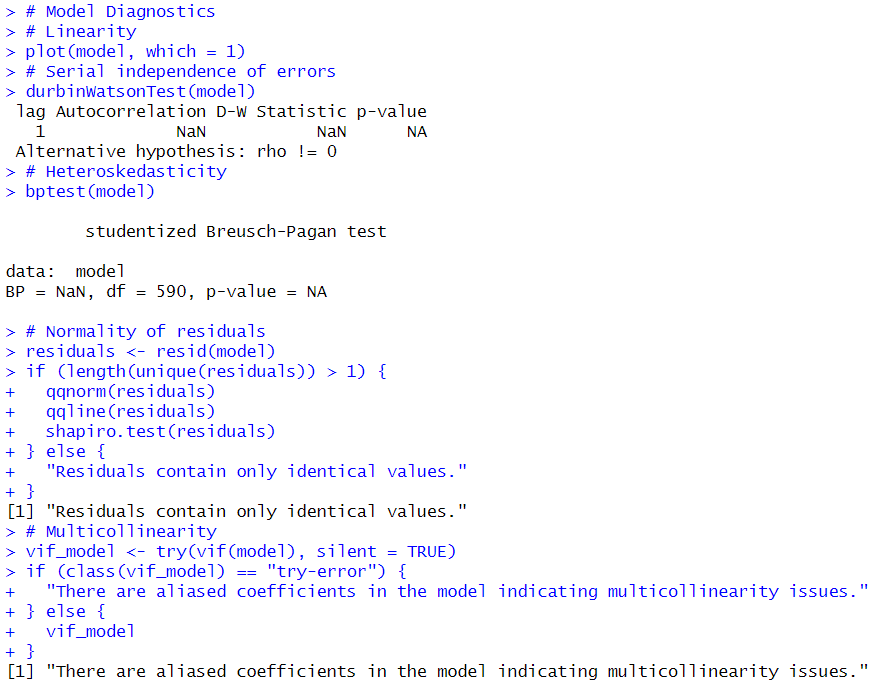 > # Model Diagnostics
> # Linearity
> plot(model, which = 1)
> # Serial independence of errors
> durbinWatsonTest(model)
 lag Autocorrelation D-W Statistic p-value
   1             NaN           NaN      NA
 Alternative hypothesis: rho != 0
> # Heteroskedasticity
> bptest(model)

        studentized Breusch-Pagan test

data:  model
BP = NaN, df = 590, p-value = NA

> # Normality of residuals
> residuals <- resid(model)
> if (length(unique(residuals)) > 1) {
+   qqnorm(residuals)
+   qqline(residuals)
+   shapiro.test(residuals)
+ } else {
+   "Residuals contain only identical values."
+ }
[1] "Residuals contain only identical values."
> # Multicollinearity
> vif_model <- try(vif(model), silent = TRUE)
> if (class(vif_model) == "try-error") {
+   "There are aliased coefficients in the model indicating multicollinearity issues."
+ } else {
+   vif_model
+ }
[1] "There are aliased coefficients in the model indicating multicollinearity issues."